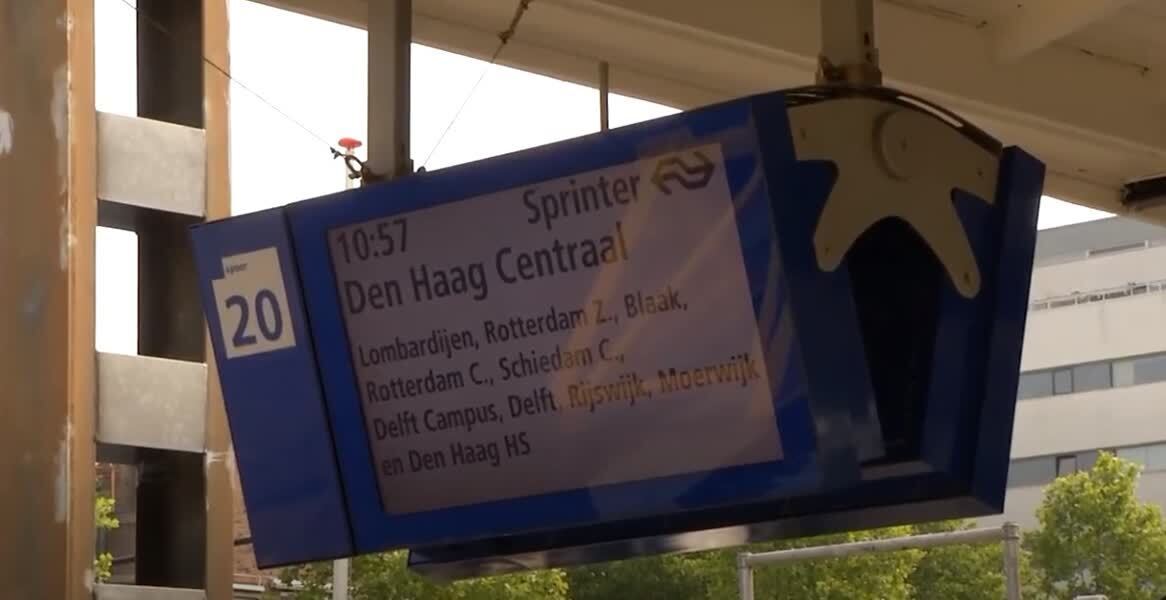 spoor
20
10:57
Sprinter
Den Haag Centraal
Lombardijen, Rotterdam Z., Blaak,
Rotterdam C., Schiedam C.,
Delft Campus, Delft, Rijswijk, Moerwijk
en Den Haag HS